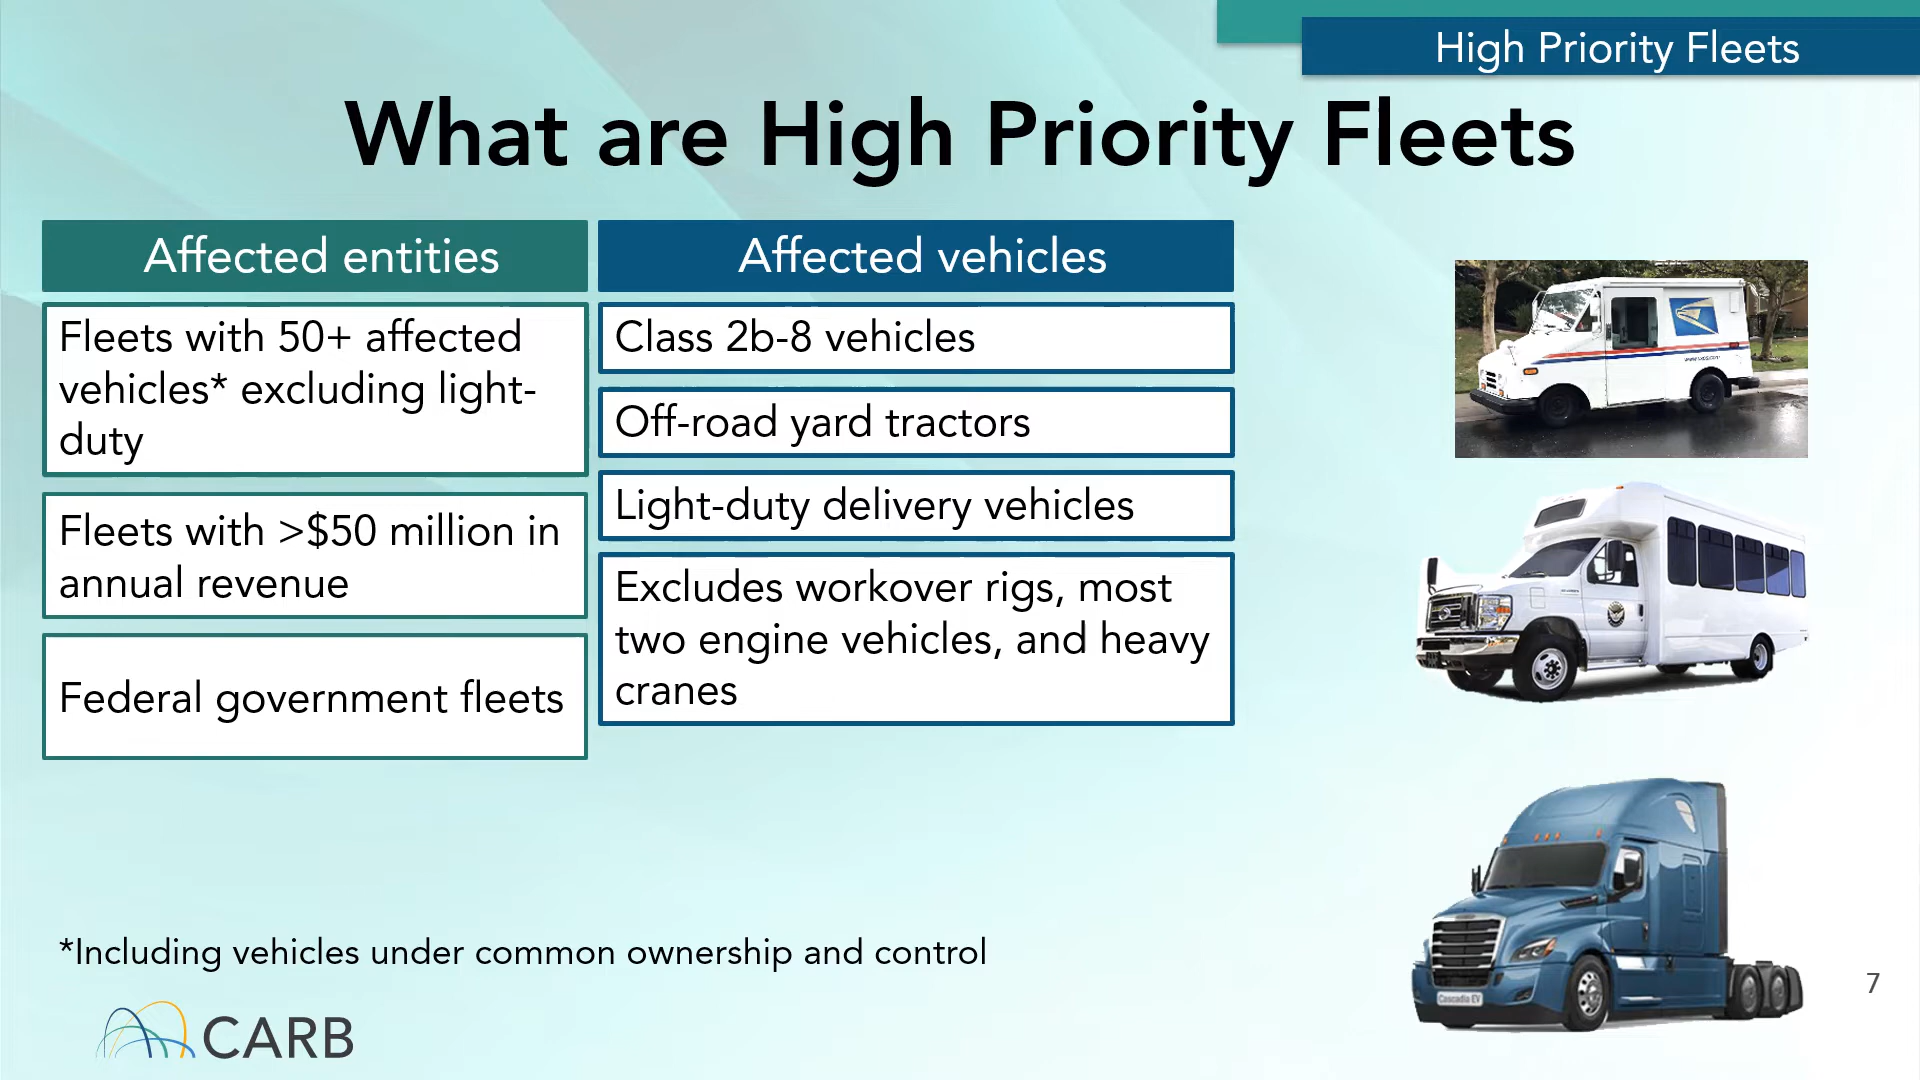 High Priority Fleets
What are High Priority Fleets
Affected entities
Fleets with 50+ affected
vehicles* excluding light-
duty
Fleets with >$50 million in
annual revenue
Federal government fleets
Affected vehicles
Class 2b-8 vehicles
Off-road yard tractors
Light-duty delivery vehicles
Excludes workover rigs, most
two engine vehicles, and heavy
cranes
Cascadia EV
*Including vehicles under common ownership and control
CARB
7